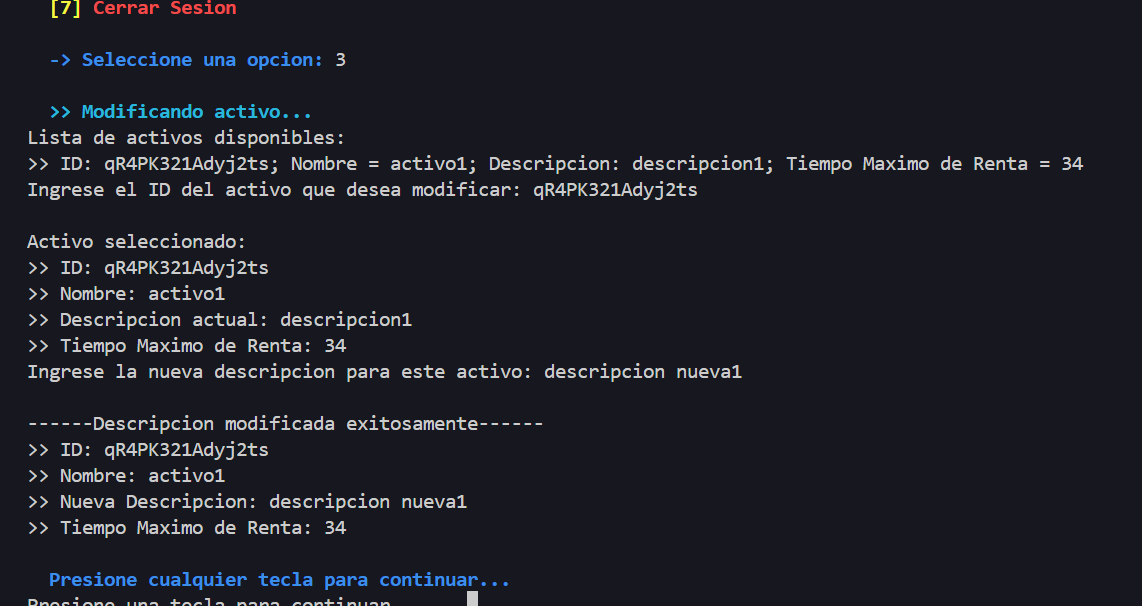 [7] Cerrar Sesion
-> Seleccione una opcion: 3
>> Modificando activo...
Lista de activos disponibles:
>> ID: qR4PK321Adyj2ts; Nombre = activo1; Descripcion: descripcion1; Tiempo Maximo de Renta = 34
Ingrese el ID del activo que desea modificar: qR4PK321Adyj2ts
Activo seleccionado:
>> ID: qR4PK321Adyj2ts
>> Nombre: activo1
>> Descripcion actual: descripcion1
>> Tiempo Maximo de Renta: 34
Ingrese la nueva descripcion para este activo: descripcion nueva1
------Descripcion modificada exitosamente------
>> ID: qR4PK321Adyj2ts
>> Nombre: activo1
>> Nueva Descripcion: descripcion nueva1
>> Tiempo Maximo de Renta: 34
Presione cualquier tecla para continuar...
Presione una tecla para continuar